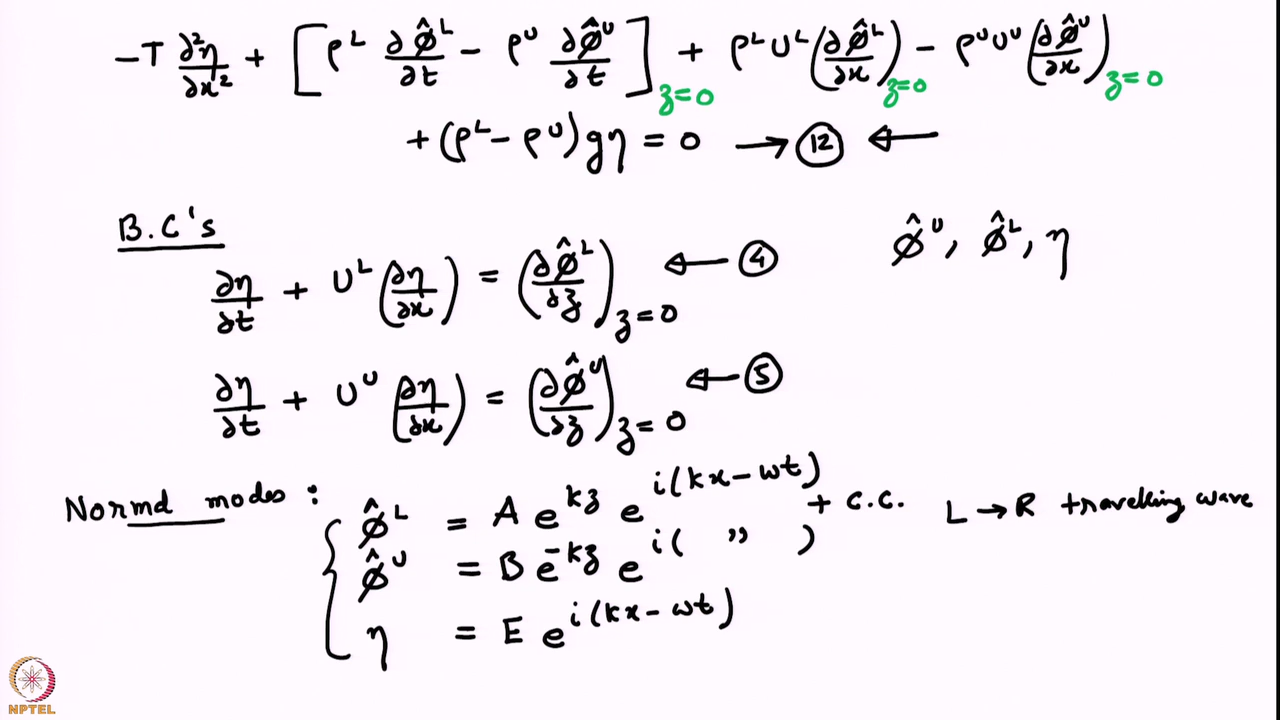 -T ∂²η/∂x² + [ρ^L ∂φ̂^L/∂t - ρ^U ∂φ̂^U/∂t]_{z=0} + ρ^L U^L (∂φ̂^L/∂x)_{z=0} - ρ^U U^U (∂φ̂^U/∂x)_{z=0}
+ (ρ^L - ρ^U) g η = 0 → ⑫ ←
B.C's
φ̂^U, φ̂^L, η
∂η/∂t + U^L (∂η/∂x) = (∂φ̂^L/∂z)_{z=0} ← ④
∂η/∂t + U^U (∂η/∂x) = (∂φ̂^U/∂z)_{z=0} ← ⑤
Normal modes : { φ̂^L = A e^{kz} e^{i(kx-ωt)} + c.c. L → R travelling wave
φ̂^U = B e^{-kz} e^{i( " )}
η = E e^{i(kx-ωt)}
NPTEL